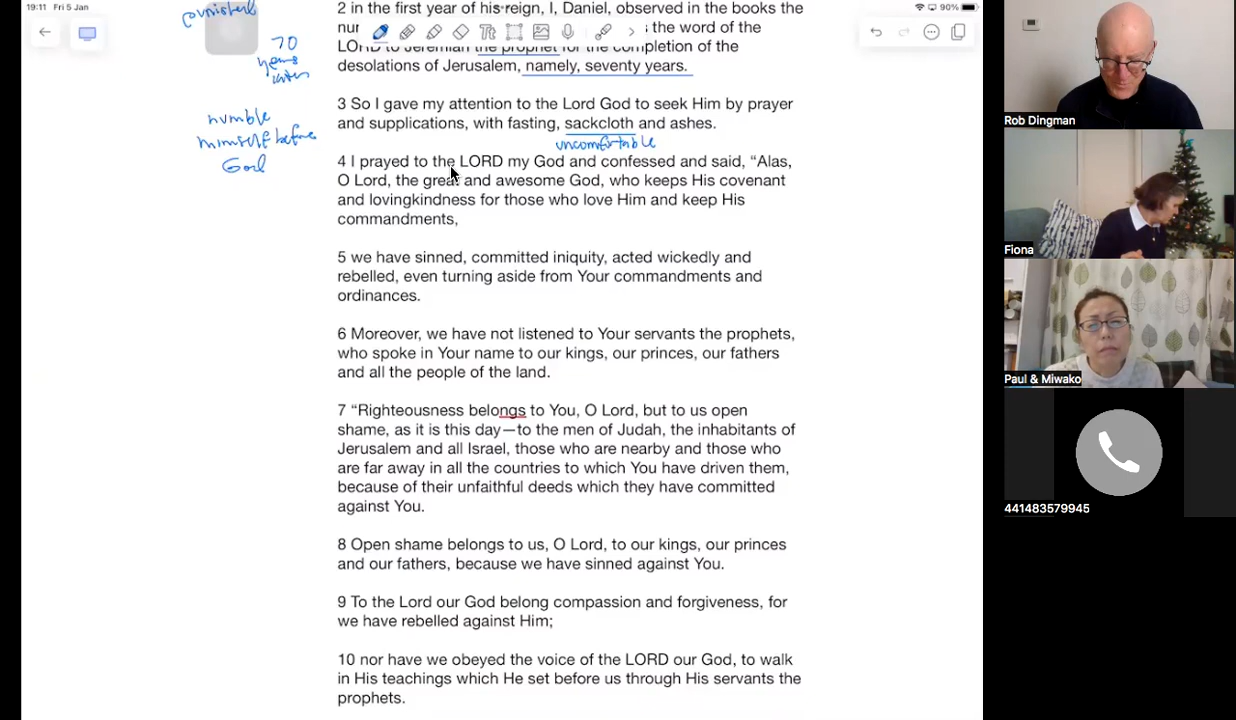 19:11 Fri 5 Jan
90%
punished
70
years
later
humble
himself before
God
2 in the first year of his reign, I, Daniel, observed in the books the
the word of the
LORD to Jeremiah the prophet for the completion of the
desolations of Jerusalem, namely, seventy years.
3 So I gave my attention to the Lord God to seek Him by prayer
and supplications, with fasting, sackcloth and ashes.
uncomfortable
4 I prayed to the LORD my God and confessed and said, “Alas,
O Lord, the great and awesome God, who keeps His covenant
and lovingkindness for those who love Him and keep His
commandments,
5 we have sinned, committed iniquity, acted wickedly and
rebelled, even turning aside from Your commandments and
ordinances.
6 Moreover, we have not listened to Your servants the prophets,
who spoke in Your name to our kings, our princes, our fathers
and all the people of the land.
7 “Righteousness belongs to You, O Lord, but to us open
shame, as it is this day—to the men of Judah, the inhabitants of
Jerusalem and all Israel, those who are nearby and those who
are far away in all the countries to which You have driven them,
because of their unfaithful deeds which they have committed
against You.
8 Open shame belongs to us, O Lord, to our kings, our princes
and our fathers, because we have sinned against You.
9 To the Lord our God belong compassion and forgiveness, for
we have rebelled against Him;
10 nor have we obeyed the voice of the LORD our God, to walk
in His teachings which He set before us through His servants the
prophets.
Rob Dingman
Fiona
Paul & Miwako
441483579945